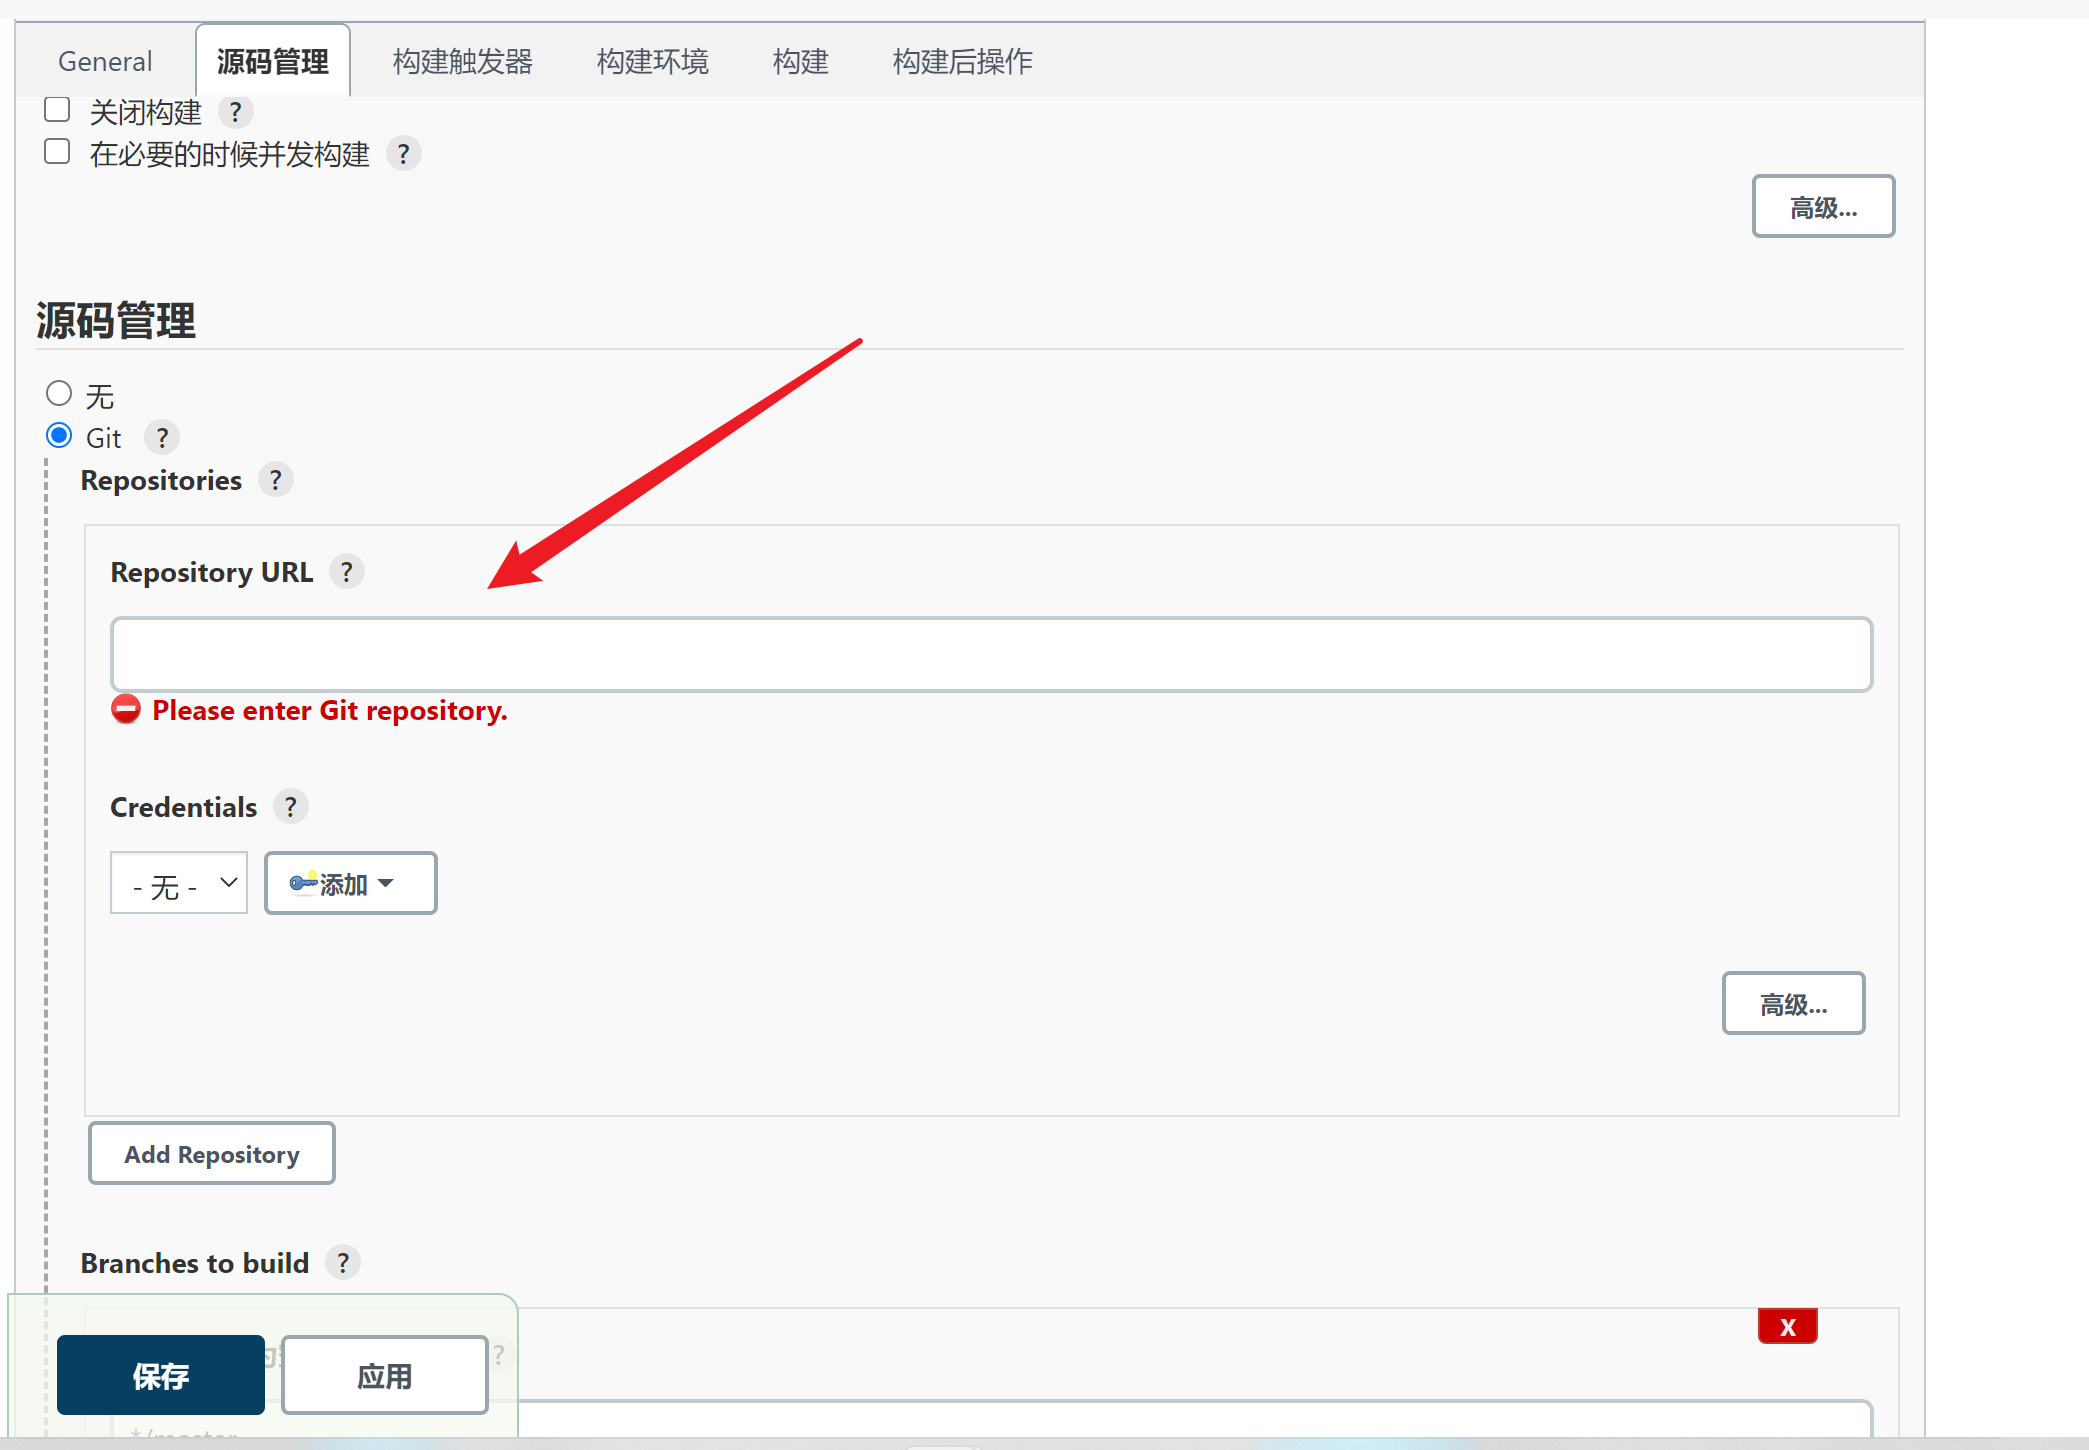 General 源码管理 构建触发器 构建环境 构建 构建后操作
关闭构建 ?
在必要的时候并发构建 ?
高级...
源码管理
无
Git ?
Repositories ?
Repository URL ?
Please enter Git repository.
Credentials ?
- 无 - 添加
高级...
Add Repository
Branches to build ?
X
?
保存 应用
*/master